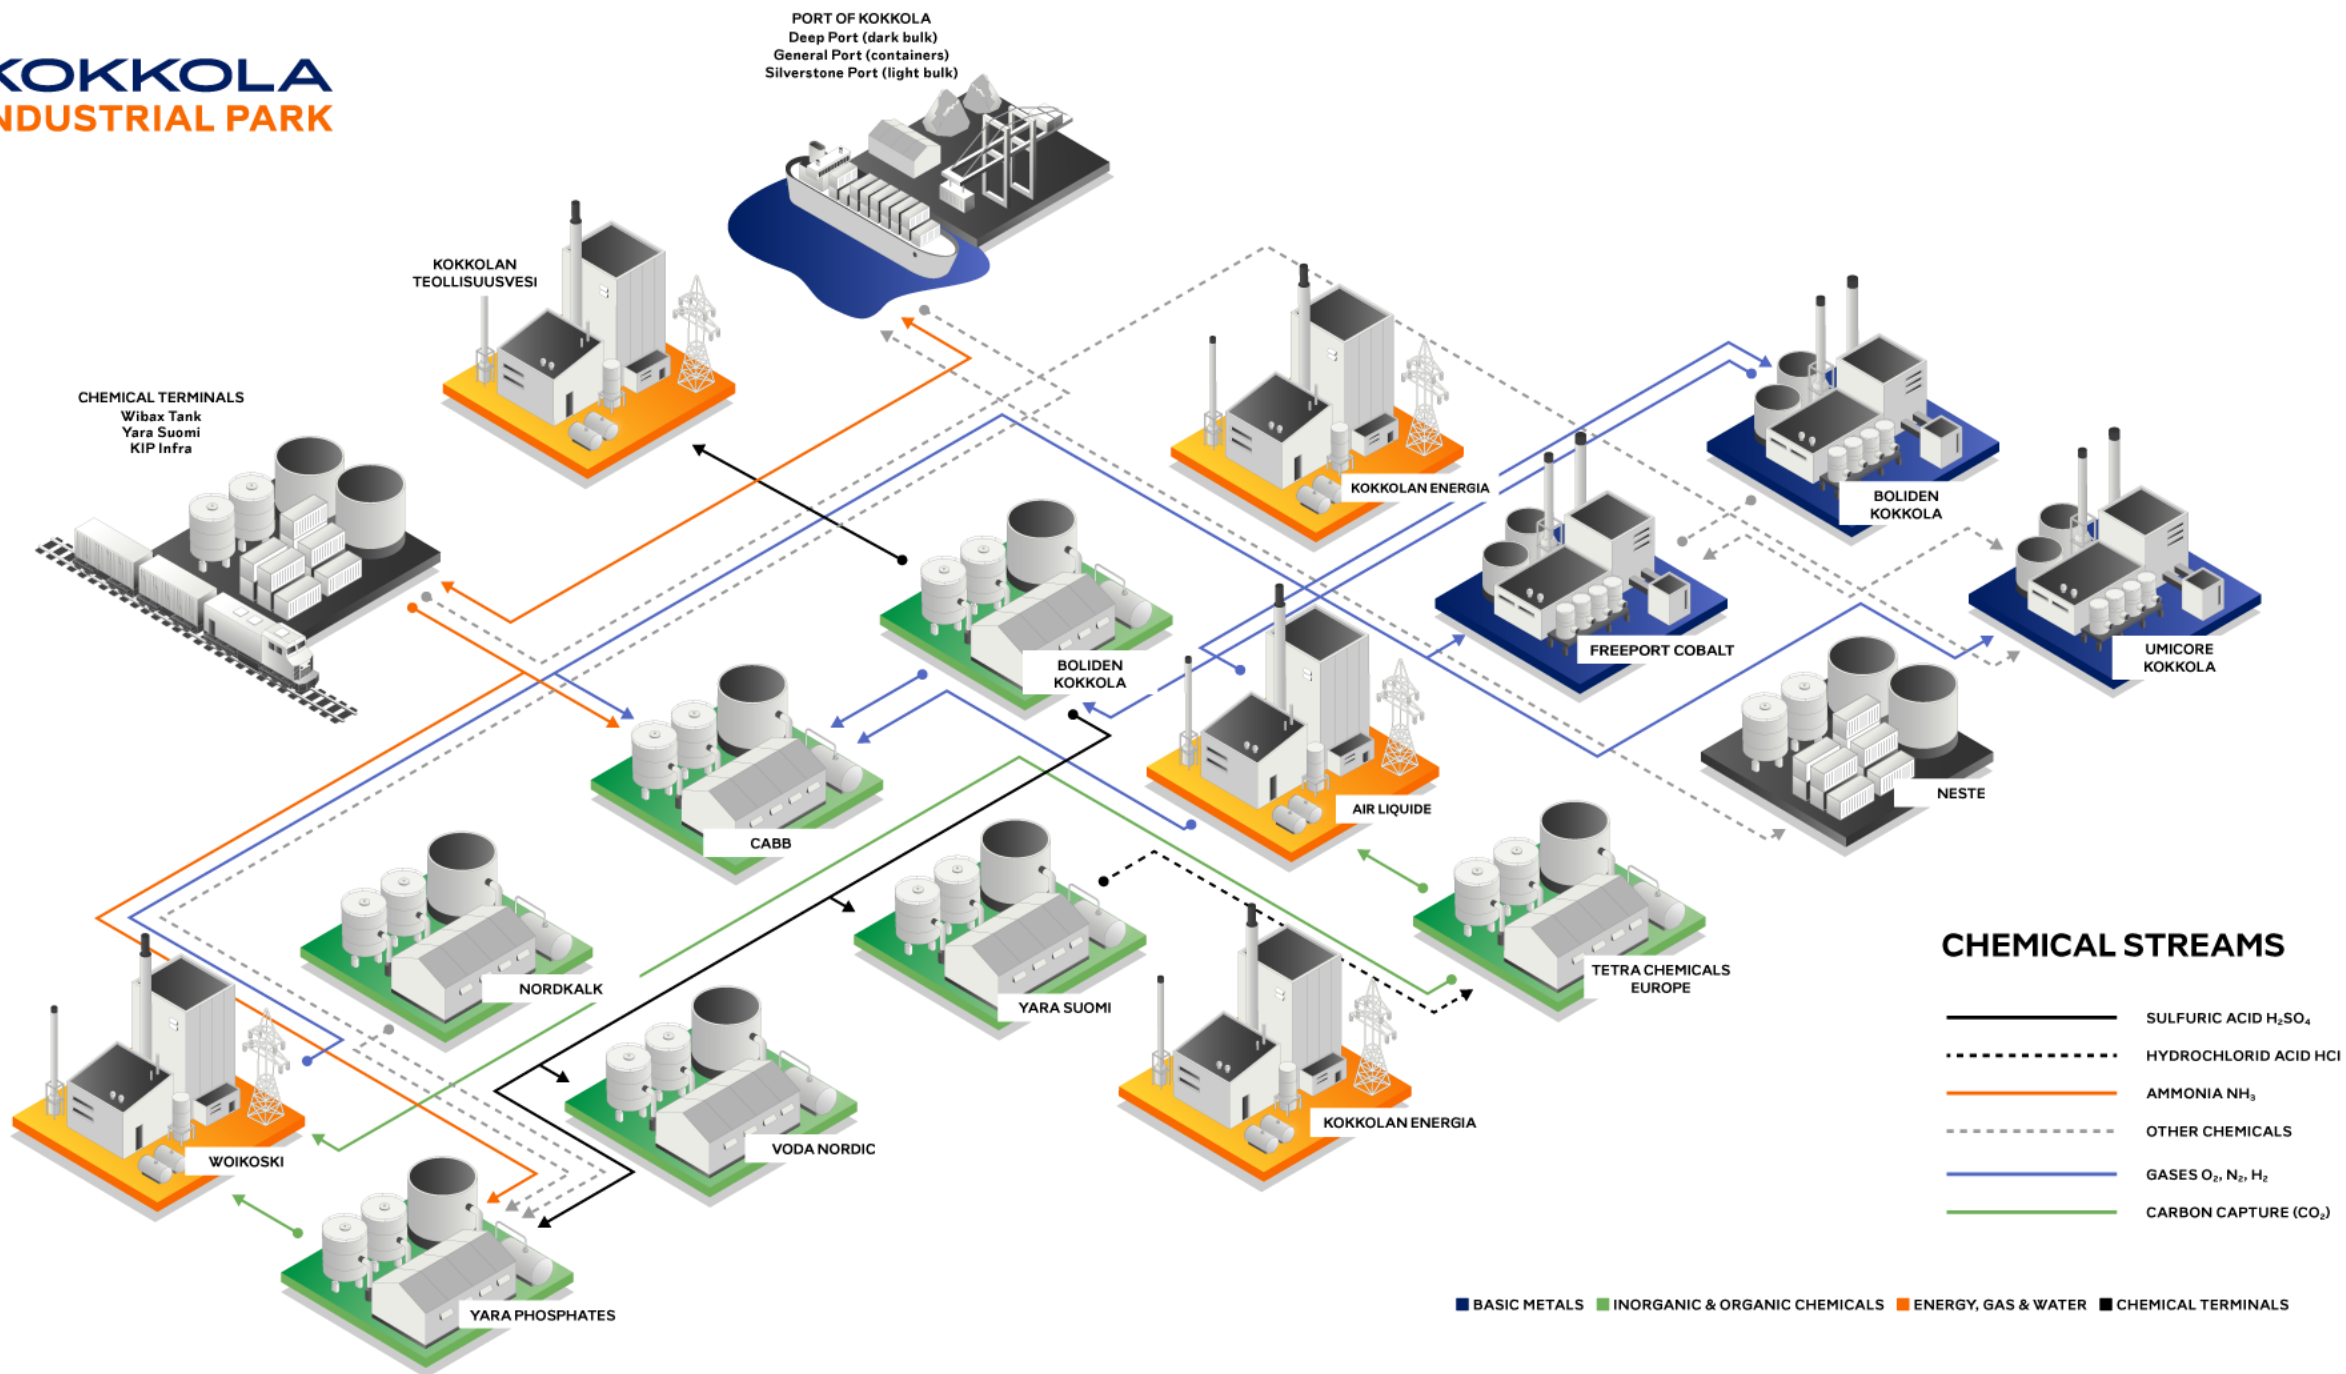 KOKKOLA
INDUSTRIAL PARK
PORT OF KOKKOLA
Deep Port (dark bulk)
General Port (containers)
Silverstone Port (light bulk)
KOKKOLAN
TEOLLISUUSVESI
CHEMICAL TERMINALS
Wibax Tank
Yara Suomi
KIP Infra
KOKKOLAN ENERGIA
BOLIDEN
KOKKOLA
FREEPORT COBALT
UMICORE
KOKKOLA
BOLIDEN
KOKKOLA
NESTE
AIR LIQUIDE
CABB
TETRA CHEMICALS
EUROPE
NORDKALK
YARA SUOMI
KOKKOLAN ENERGIA
VODA NORDIC
WOIKOSKI
YARA PHOSPHATES
CHEMICAL STREAMS
SULFURIC ACID H₂SO₄
HYDROCHLORID ACID HCl
AMMONIA NH₃
OTHER CHEMICALS
GASES O₂, N₂, H₂
CARBON CAPTURE (CO₂)
BASIC METALS INORGANIC & ORGANIC CHEMICALS ENERGY, GAS & WATER CHEMICAL TERMINALS